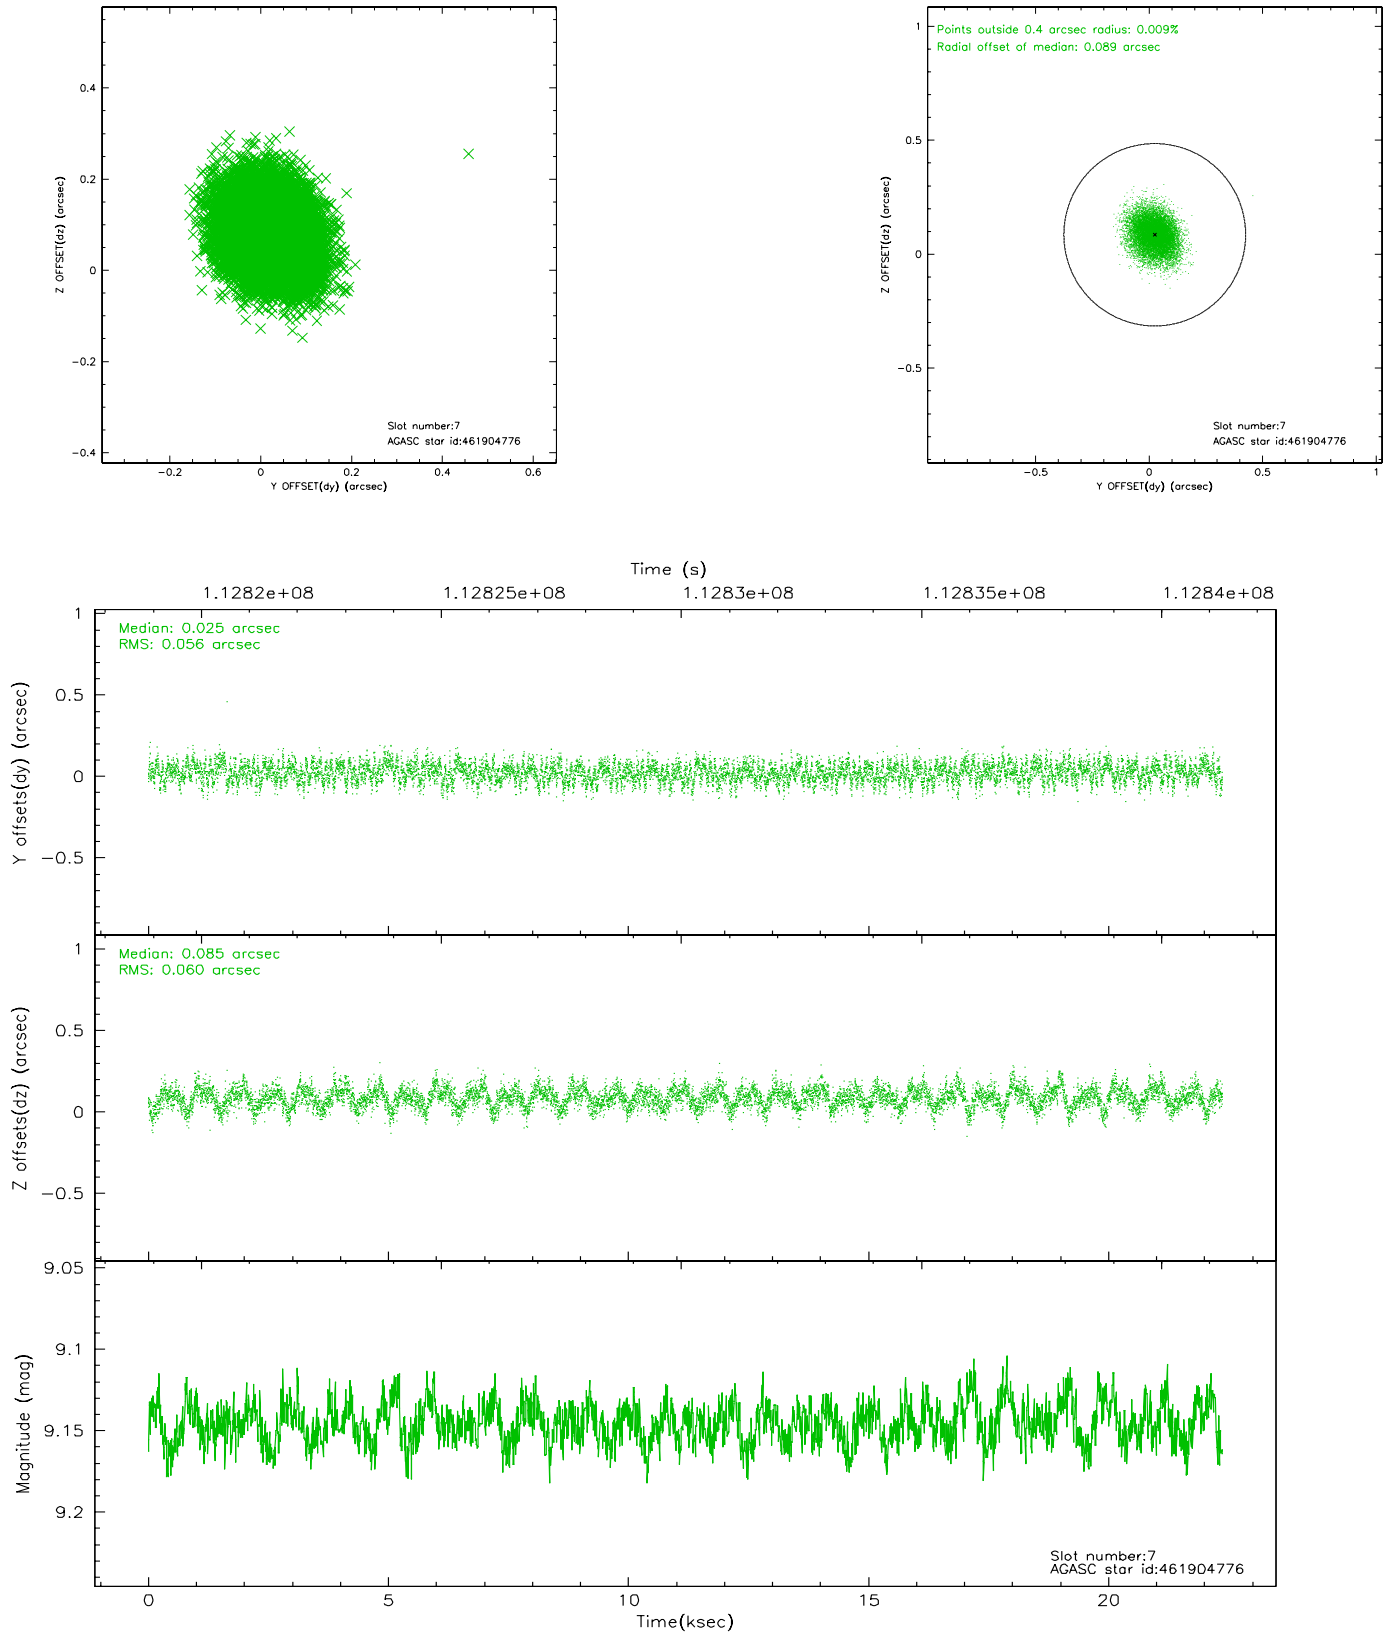 0.4
0.2
0
−0.2
−0.4
Z OFFSET(dz) (arcsec)
−0.2
0
0.2
0.4
0.6
Y OFFSET(dy) (arcsec)
Slot number:7
AGASC star id:461904776
Points outside 0.4 arcsec radius: 0.009%
Radial offset of median: 0.089 arcsec
1
0.5
0
−0.5
Z OFFSET(dz) (arcsec)
−0.5
0
0.5
1
Y OFFSET(dy) (arcsec)
Slot number:7
AGASC star id:461904776
Time (s)
1.1282e+08
1.12825e+08
1.1283e+08
1.12835e+08
1.1284e+08
Median: 0.025 arcsec
RMS: 0.056 arcsec
1
0.5
0
−0.5
Y offsets(dy) (arcsec)
Median: 0.085 arcsec
RMS: 0.060 arcsec
1
0.5
0
−0.5
Z offsets(dz) (arcsec)
9.05
9.1
9.15
9.2
Magnitude (mag)
Slot number:7
AGASC star id:461904776
0
5
10
15
20
Time(ksec)